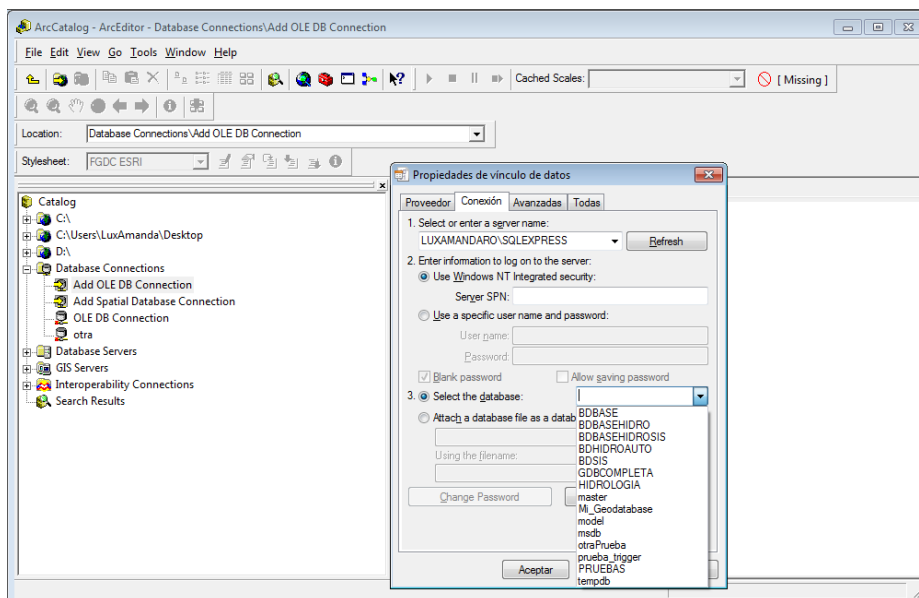 ArcCatalog - ArcEditor - Database Connections\Add OLE DB Connection
File Edit View Go Tools Window Help
Cached Scales: [ Missing ]
Location: Database Connections\Add OLE DB Connection
Stylesheet: FGDC ESRI
Catalog
C:\
C:\Users\LuxAmanda\Desktop
D:\
Database Connections
Add OLE DB Connection
Add Spatial Database Connection
OLE DB Connection
otra
Database Servers
GIS Servers
Interoperability Connections
Search Results
Propiedades de vínculo de datos
Proveedor Conexión Avanzadas Todas
1. Select or enter a server name:
LUXAMANDARO\SQLEXPRESS Refresh
2. Enter information to log on to the server:
Use Windows NT Integrated security:
Server SPN:
Use a specific user name and password:
User name:
Password:
Blank password Allow saving password
3. Select the database:
Attach a database file as a datab
Using the filename:
Change Password
BDBASE
BDBASEHIDRO
BDBASEHIDROSIS
BDHIDROAUTO
BDSIS
GDBCOMPLETA
HIDROLOGIA
master
Mi_Geodatabase
model
msdb
otraPrueba
prueba_trigger
PRUEBAS
tempdb
Aceptar